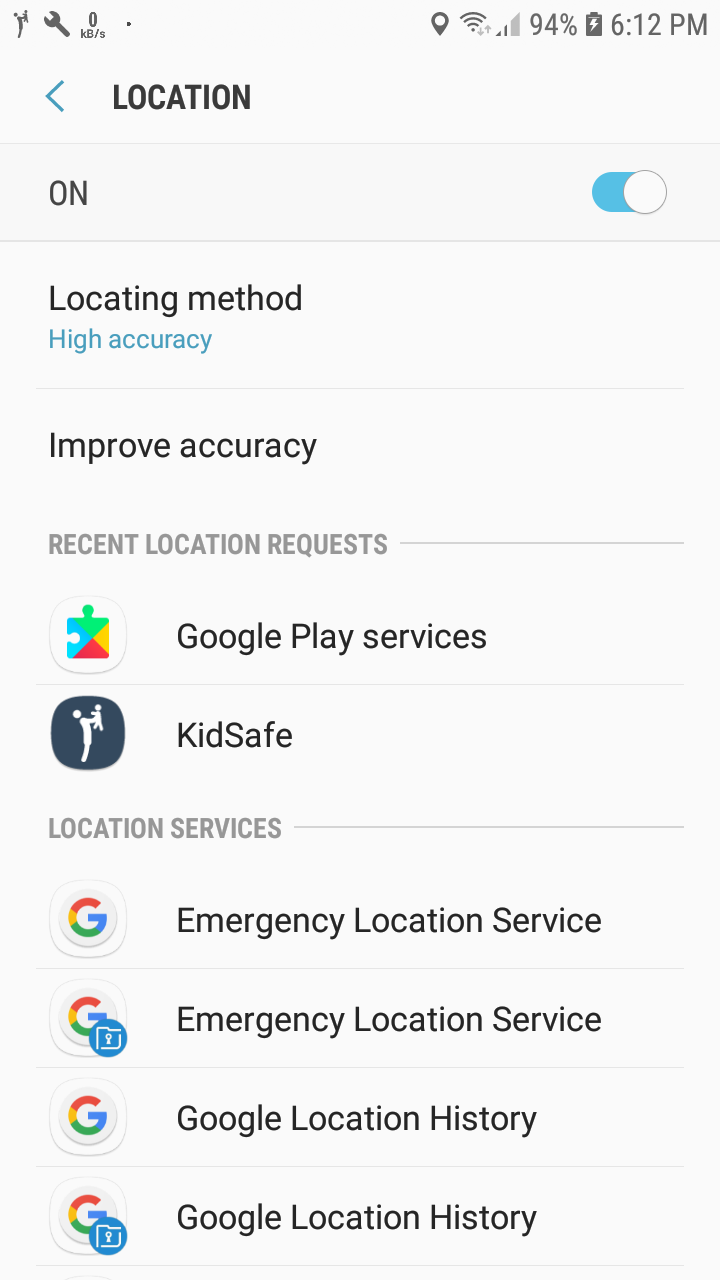 0
kB/s
94% 6:12 PM
LOCATION
ON
Locating method
High accuracy
Improve accuracy
RECENT LOCATION REQUESTS
Google Play services
KidSafe
LOCATION SERVICES
Emergency Location Service
Emergency Location Service
Google Location History
Google Location History